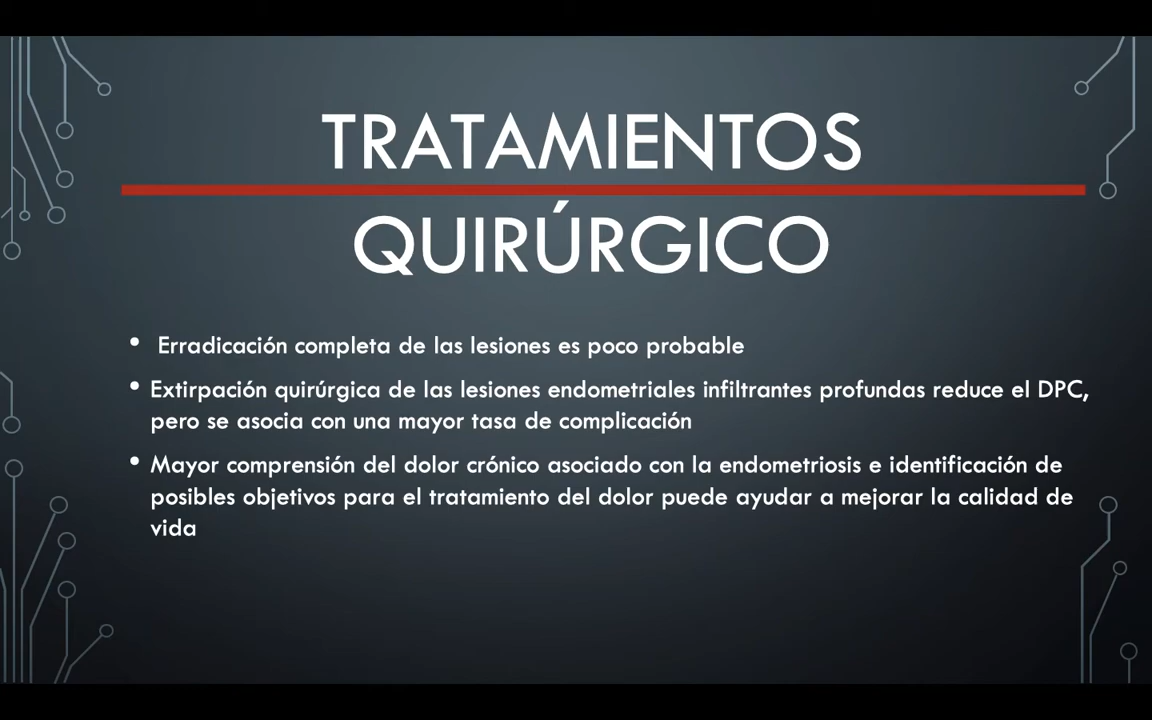 TRATAMIENTOS
QUIRÚRGICO
• Erradicación completa de las lesiones es poco probable
• Extirpación quirúrgica de las lesiones endometriales infiltrantes profundas reduce el DPC,
pero se asocia con una mayor tasa de complicación
• Mayor comprensión del dolor crónico asociado con la endometriosis e identificación de
posibles objetivos para el tratamiento del dolor puede ayudar a mejorar la calidad de
vida